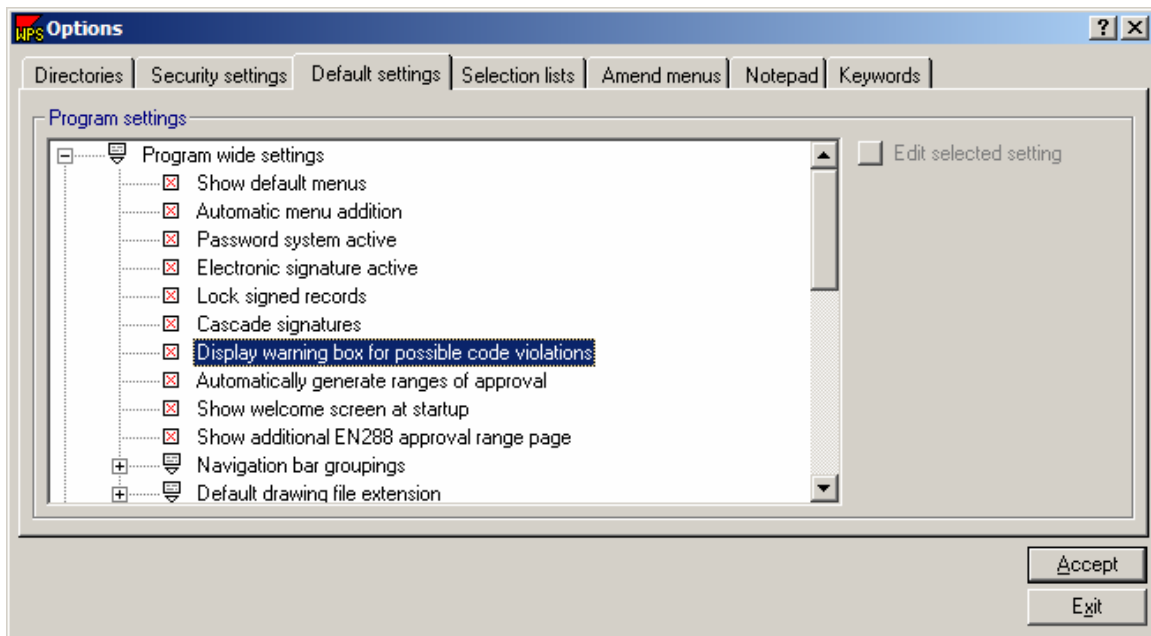 WPS Options
Directories Security settings Default settings Selection lists Amend menus Notepad Keywords
Program settings
Program wide settings
Edit selected setting
Show default menus
Automatic menu addition
Password system active
Electronic signature active
Lock signed records
Cascade signatures
Display warning box for possible code violations
Automatically generate ranges of approval
Show welcome screen at startup
Show additional EN288 approval range page
Navigation bar groupings
Default drawing file extension
Accept
Exit